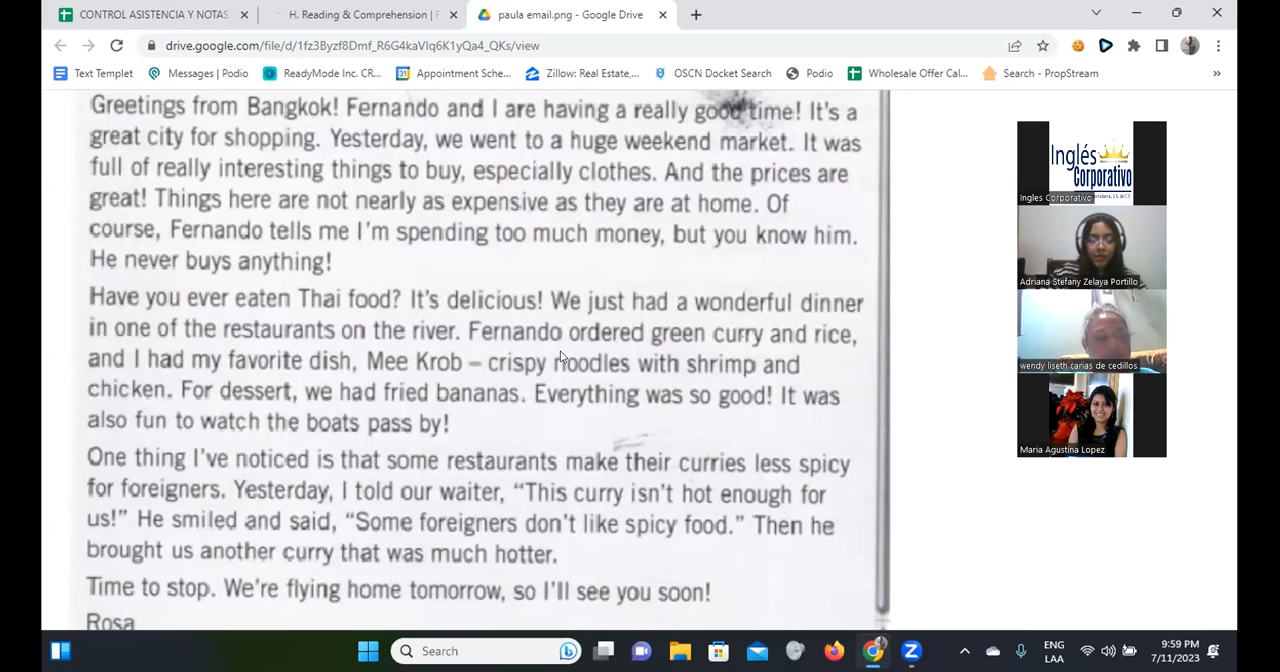 CONTROL ASISTENCIA Y NOTAS
H. Reading & Comprehension |
paula email.png - Google Drive
drive.google.com/file/d/1fz3Byzf8Dmf_R6G4kaVIq6K1yQa4_QKs/view
Text Templet
Messages | Podio
ReadyMode Inc. CR...
Appointment Sche...
Zillow: Real Estate,...
OSCN Docket Search
Podio
Wholesale Offer Cal...
Search - PropStream
Greetings from Bangkok! Fernando and I are having a really good time! It's a
great city for shopping. Yesterday, we went to a huge weekend market. It was
full of really interesting things to buy, especially clothes. And the prices are
great! Things here are not nearly as expensive as they are at home. Of
course, Fernando tells me I'm spending too much money, but you know him.
He never buys anything!
Have you ever eaten Thai food? It's delicious! We just had a wonderful dinner
in one of the restaurants on the river. Fernando ordered green curry and rice,
and I had my favorite dish, Mee Krob – crispy noodles with shrimp and
chicken. For dessert, we had fried bananas. Everything was so good! It was
also fun to watch the boats pass by!
One thing I've noticed is that some restaurants make their curries less spicy
for foreigners. Yesterday, I told our waiter, "This curry isn't hot enough for
us!" He smiled and said, "Some foreigners don't like spicy food." Then he
brought us another curry that was much hotter.
Time to stop. We're flying home tomorrow, so I'll see you soon!
Rosa
Inglés
Corporativo
Ingles Corporativo
Adriana Stefany Zelaya Portillo
wendy liseth carias de cedillos
Maria Agustina Lopez
Search
ENG
LAA
9:59 PM
7/11/2023